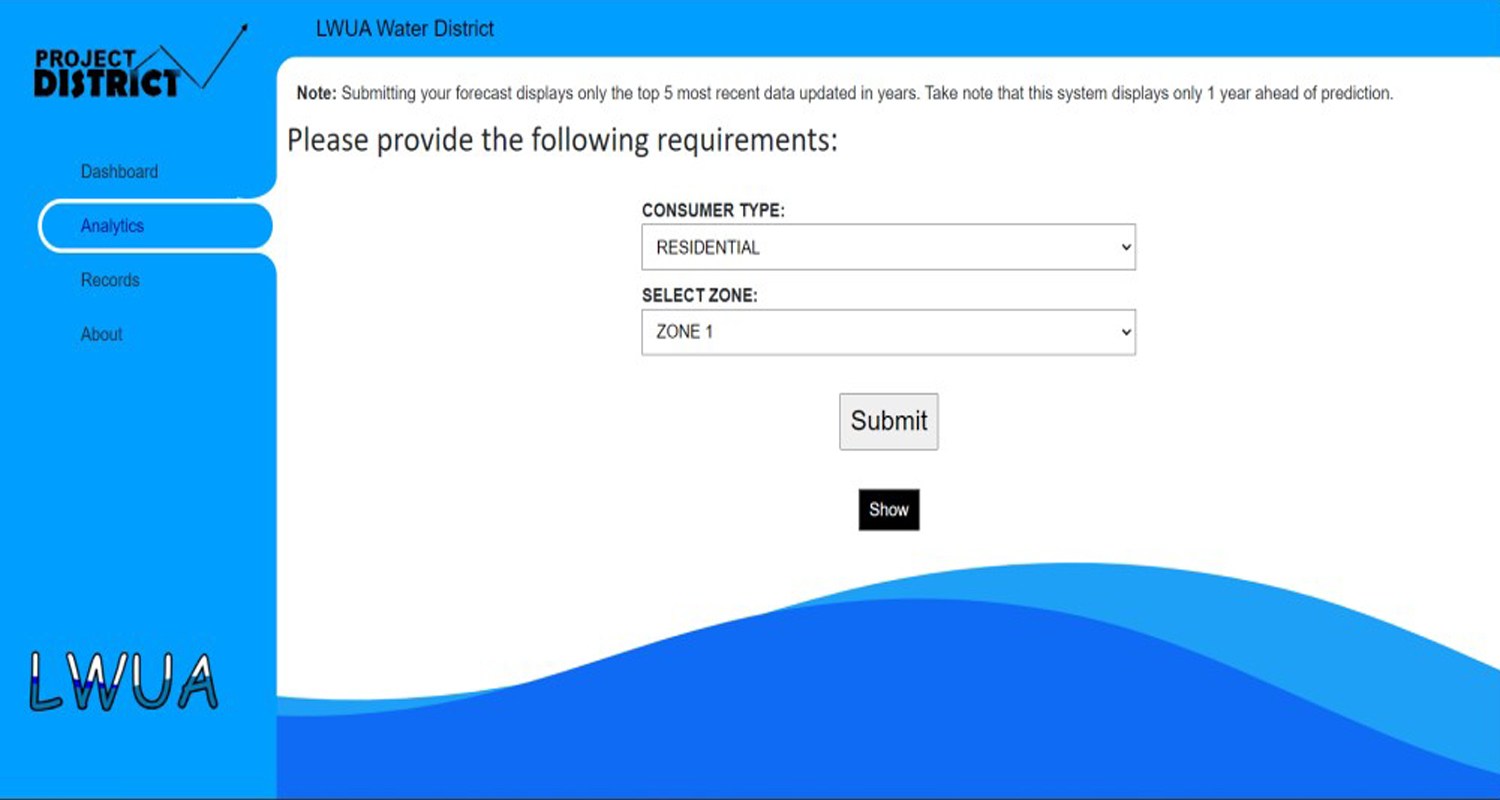 PROJECT
DISTRICT
LWUA Water District
Dashboard
Analytics
Records
About
LWUA
Note: Submitting your forecast displays only the top 5 most recent data updated in years. Take note that this system displays only 1 year ahead of prediction.
Please provide the following requirements:
CONSUMER TYPE:
RESIDENTIAL
SELECT ZONE:
ZONE 1
Submit
Show